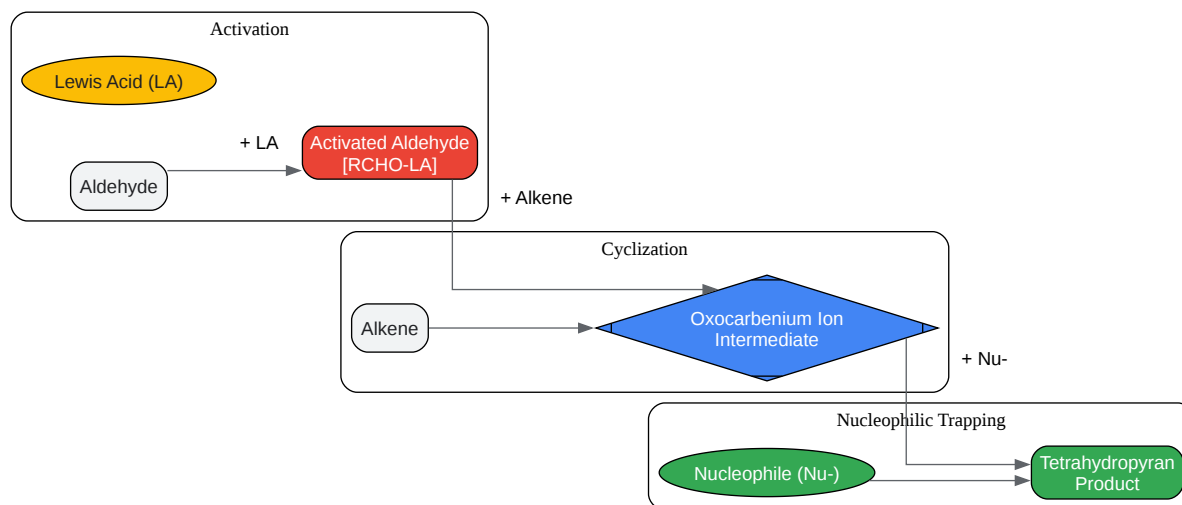 Activation
Lewis Acid (LA)
+ LA
Activated Aldehyde
[RCHO-LA]
Aldehyde
+ Alkene
Cyclization
Alkene
Oxocarbenium Ion
Intermediate
+ Nu-
Nucleophilic Trapping
Nucleophile (Nu-)
Tetrahydropyran
Product